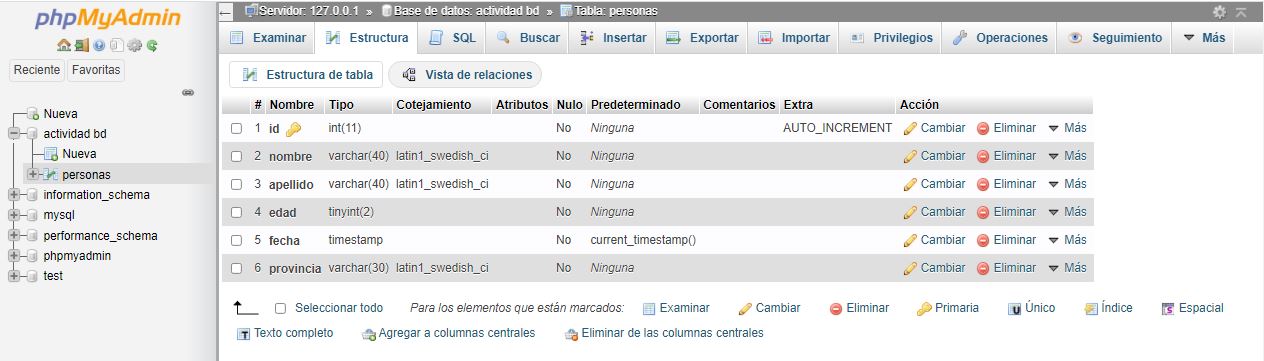 phpMyAdmin
Reciente Favoritas
Nueva
actividad bd
Nueva
personas
information_schema
mysql
performance_schema
phpmyadmin
test
Servidor: 127.0.0.1 » Base de datos: actividad bd » Tabla: personas
Examinar Estructura SQL Buscar Insertar Exportar Importar Privilegios Operaciones Seguimiento Más
Estructura de tabla Vista de relaciones
# Nombre Tipo Cotejamiento Atributos Nulo Predeterminado Comentarios Extra Acción
1 id int(11) No Ninguna AUTO_INCREMENT Cambiar Eliminar Más
2 nombre varchar(40) latin1_swedish_ci No Ninguna Cambiar Eliminar Más
3 apellido varchar(40) latin1_swedish_ci No Ninguna Cambiar Eliminar Más
4 edad tinyint(2) No Ninguna Cambiar Eliminar Más
5 fecha timestamp No current_timestamp() Cambiar Eliminar Más
6 provincia varchar(30) latin1_swedish_ci No Ninguna Cambiar Eliminar Más
Seleccionar todo Para los elementos que están marcados: Examinar Cambiar Eliminar Primaria Único Índice Espacial
Texto completo Agregar a columnas centrales Eliminar de las columnas centrales